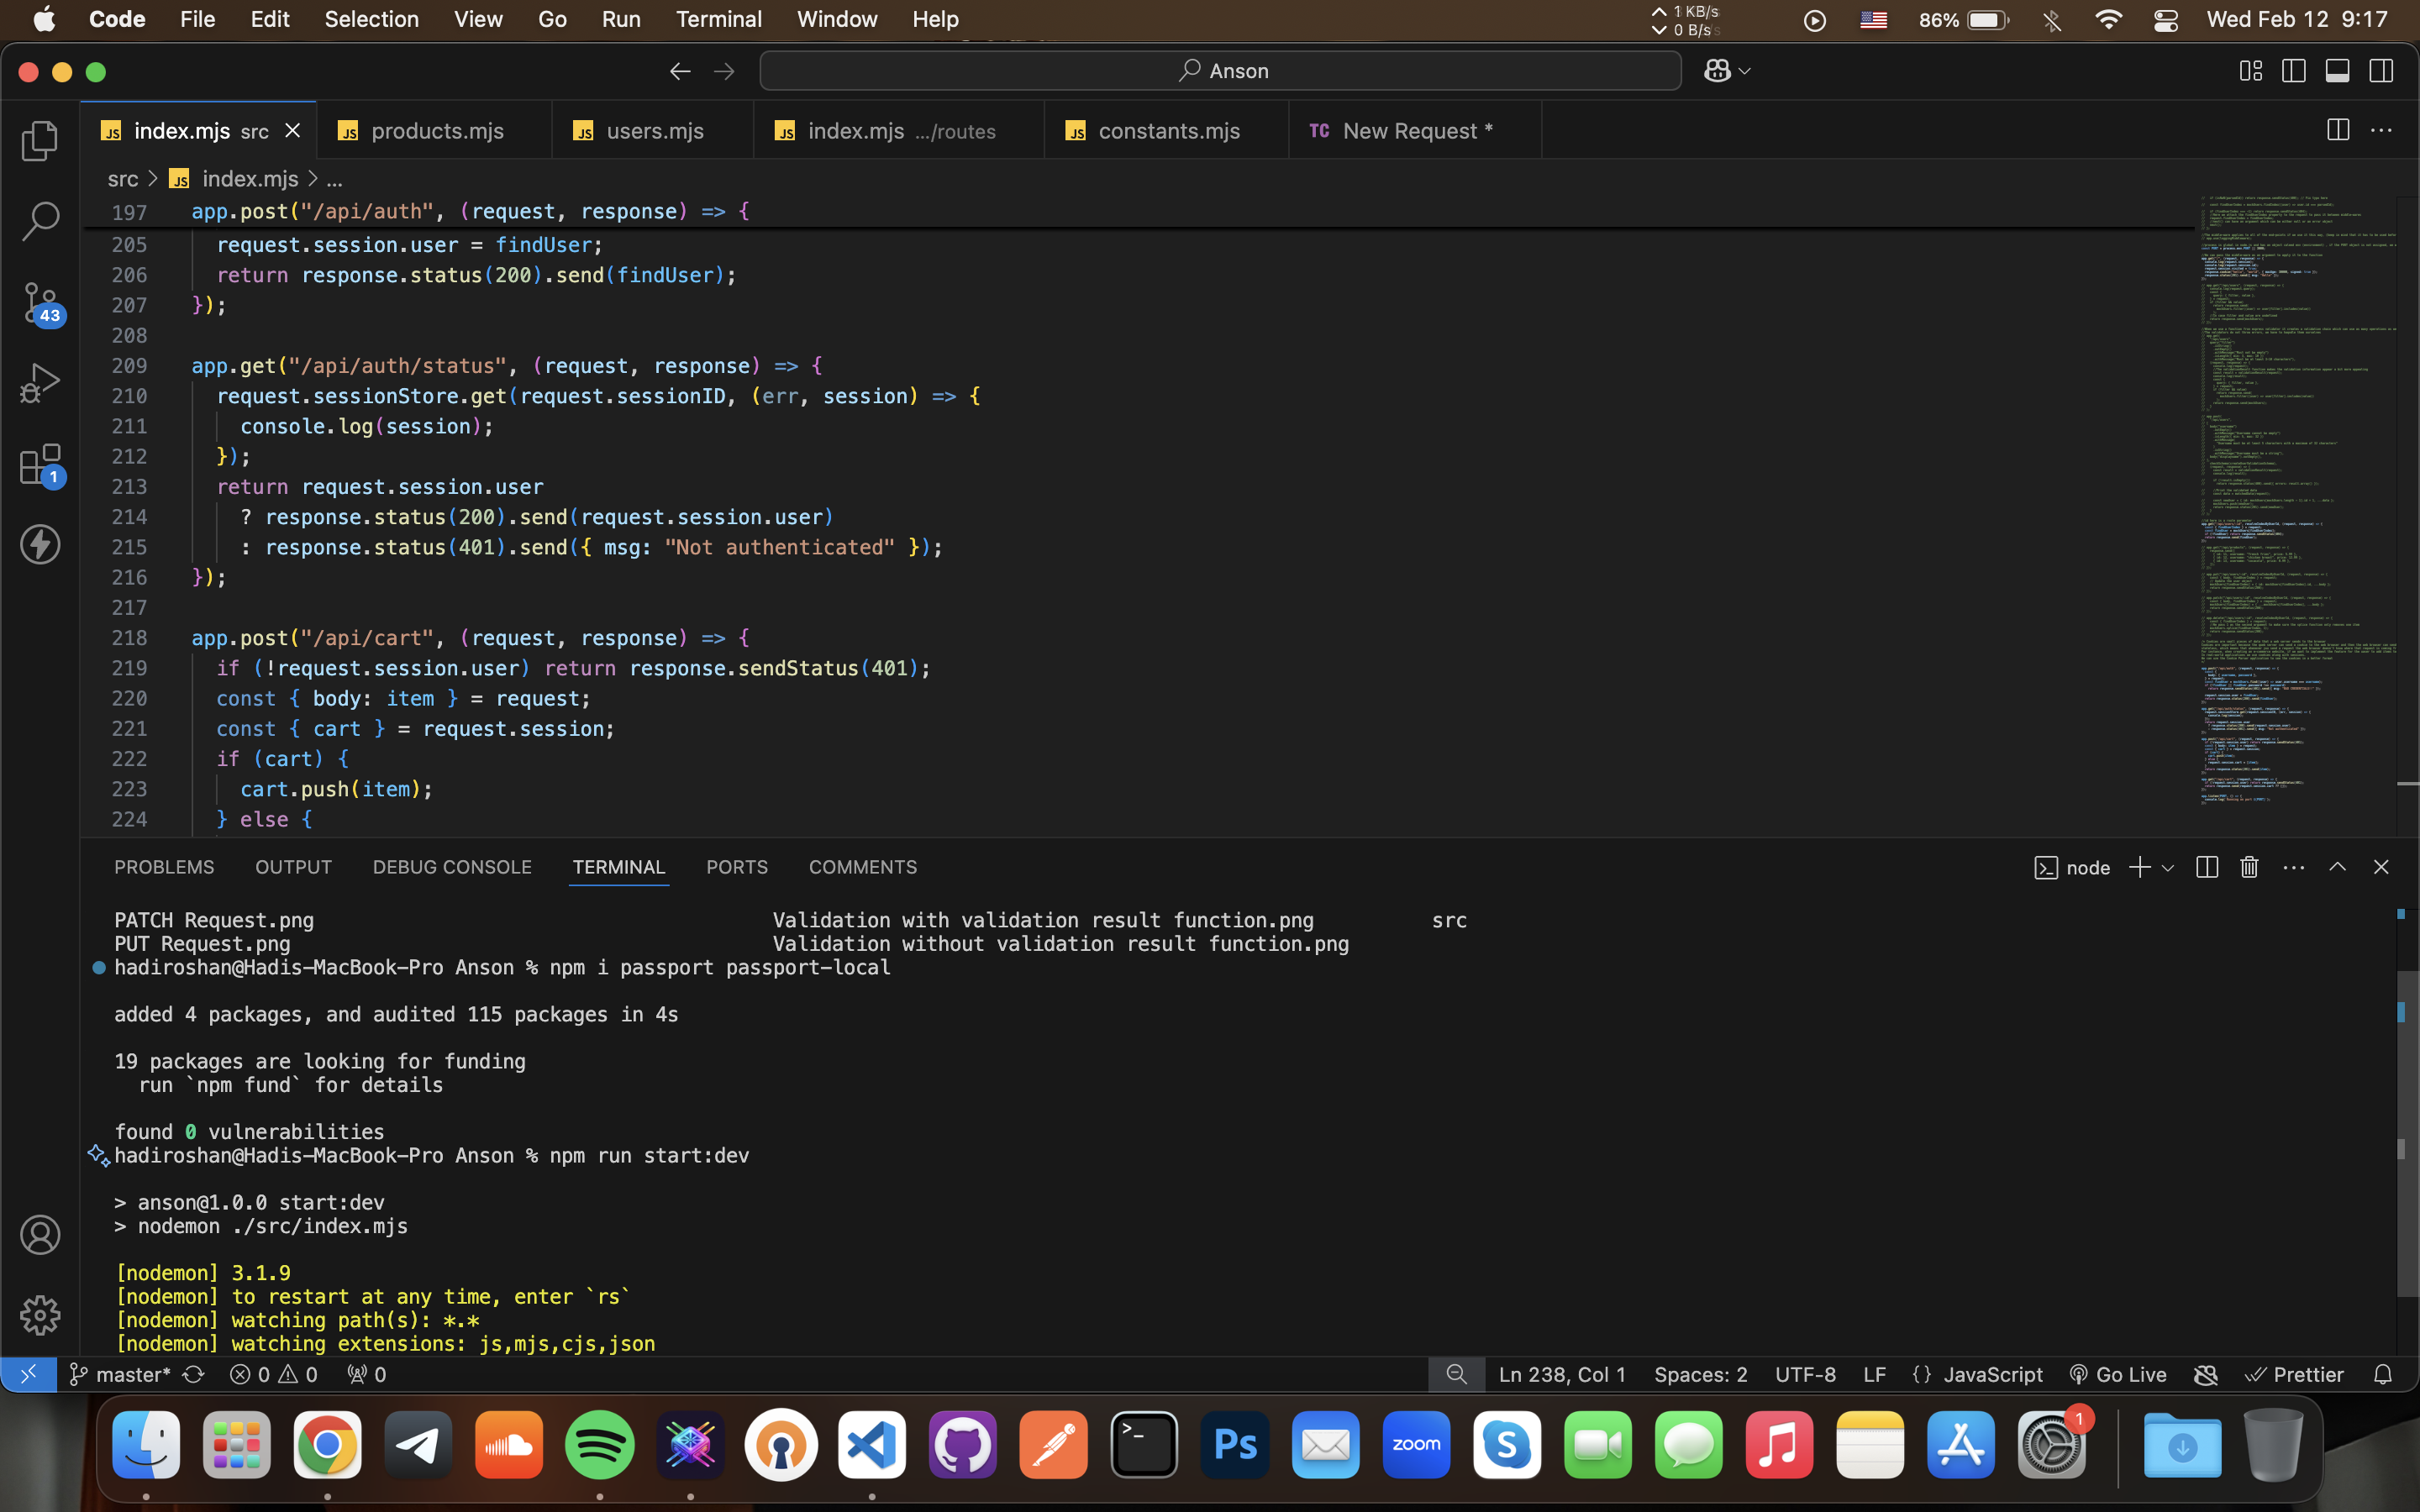 Code File Edit Selection View Go Run Terminal Window Help 1 KB/s 0 B/s 86% Wed Feb 12 9:17
Anson
index.mjs src products.mjs users.mjs index.mjs .../routes constants.mjs TC New Request *
src > index.mjs > ...
197 app.post("/api/auth", (request, response) => {
205 request.session.user = findUser;
206 return response.status(200).send(findUser);
207 });
208
209 app.get("/api/auth/status", (request, response) => {
210 request.sessionStore.get(request.sessionID, (err, session) => {
211 console.log(session);
212 });
213 return request.session.user
214 ? response.status(200).send(request.session.user)
215 : response.status(401).send({ msg: "Not authenticated" });
216 });
217
218 app.post("/api/cart", (request, response) => {
219 if (!request.session.user) return response.sendStatus(401);
220 const { body: item } = request;
221 const { cart } = request.session;
222 if (cart) {
223 cart.push(item);
224 } else {
43
1
PROBLEMS OUTPUT DEBUG CONSOLE TERMINAL PORTS COMMENTS node
PATCH Request.png Validation with validation result function.png src
PUT Request.png Validation without validation result function.png
hadiroshan@Hadis-MacBook-Pro Anson % npm i passport passport-local
added 4 packages, and audited 115 packages in 4s
19 packages are looking for funding
run `npm fund` for details
found 0 vulnerabilities
hadiroshan@Hadis-MacBook-Pro Anson % npm run start:dev
> anson@1.0.0 start:dev
> nodemon ./src/index.mjs
[nodemon] 3.1.9
[nodemon] to restart at any time, enter `rs`
[nodemon] watching path(s): *.*
[nodemon] watching extensions: js,mjs,cjs,json
master* 0 0 0 Ln 238, Col 1 Spaces: 2 UTF-8 LF {} JavaScript Go Live Prettier
Ps zoom S 1